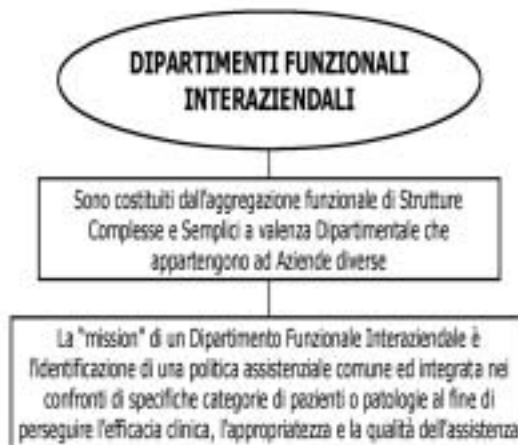 DIPARTIMENTI FUNZIONALI
INTERAZIENDALI
Sono costituiti dall'aggregazione funzionale di Strutture
Complesse e Semplici a valenza Dipartimentale che
appartengono ad Aziende diverse
La "mission" di un Dipartimento Funzionale Interaziendale è
l'identificazione di una politica assistenziale comune ed integrata nei
confronti di specifiche categorie di pazienti o patologie al fine di
perseguire l'efficacia clinica, l'appropriatezza e la qualità dell'assistenza